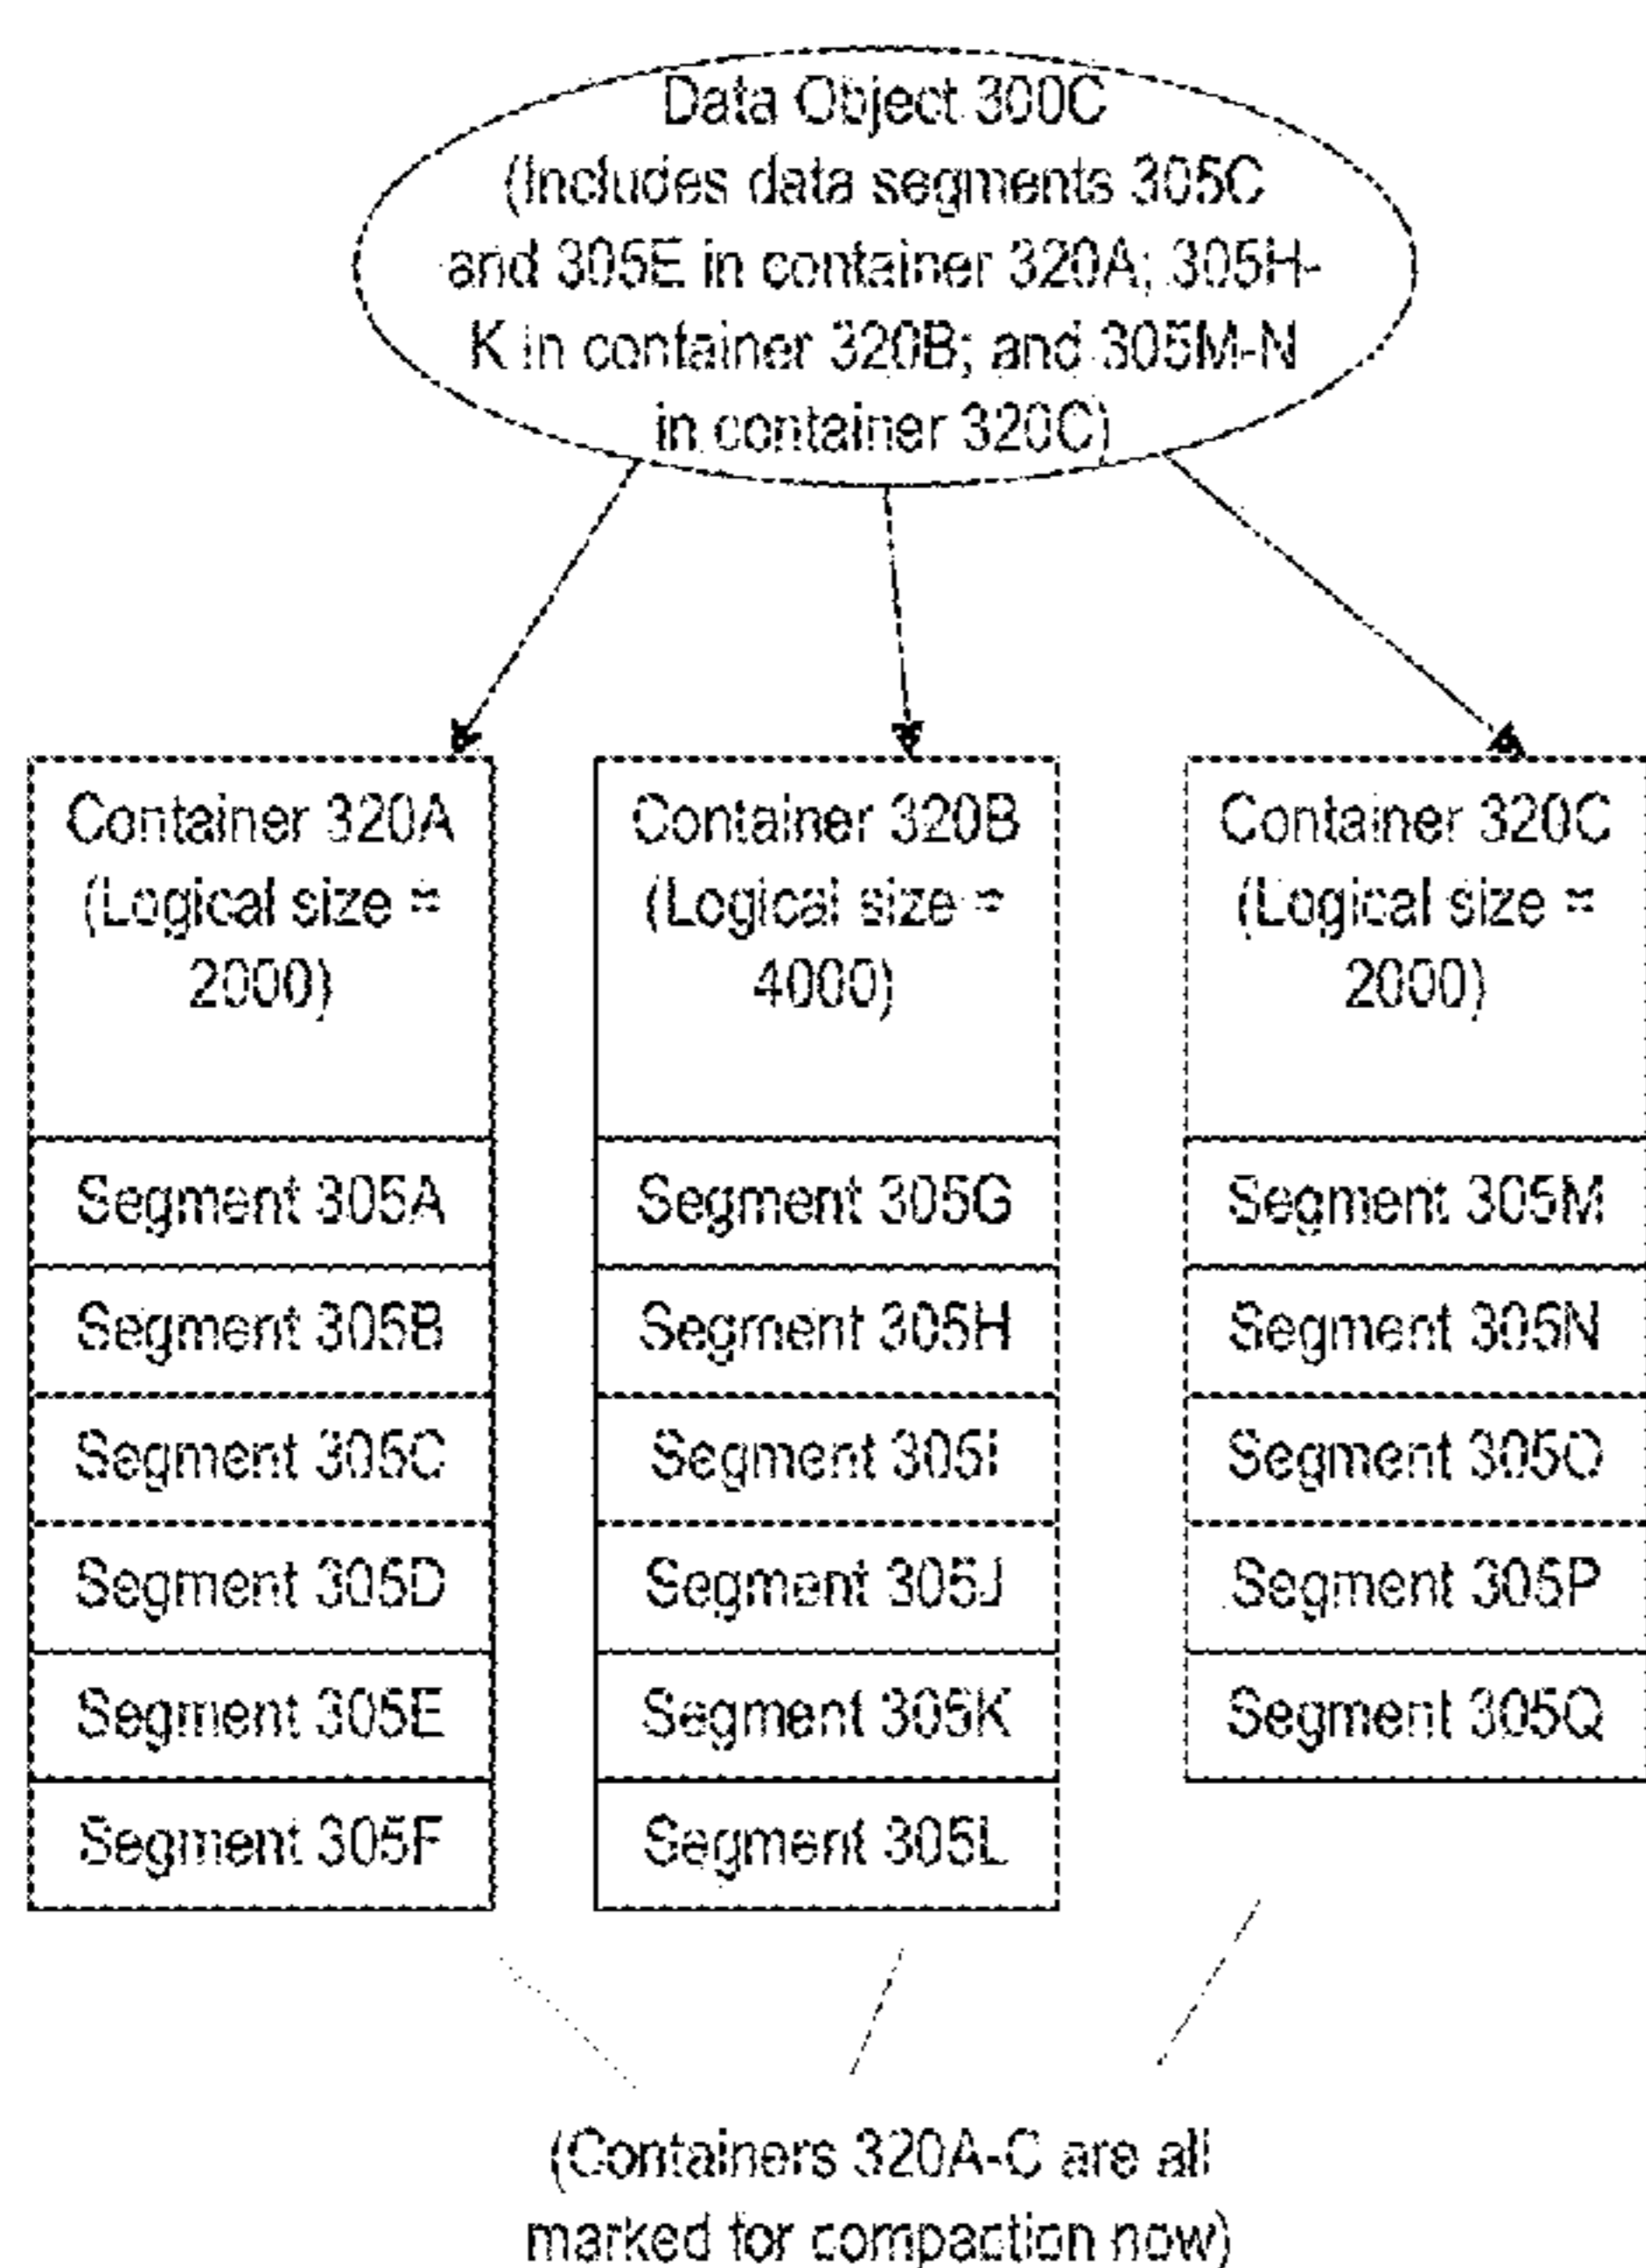 Data Object 300C
(Includes data segments 305C
and 305E in container 320A; 305H-
K in container 320B; and 305M-N
in container 320C)
Container 320A
(Logical size =
2000)
Segment 305A
Segment 305B
Segment 305C
Segment 305D
Segment 305E
Segment 305F
Container 320B
(Logical size =
4000)
Segment 305G
Segment 305H
Segment 305I
Segment 305J
Segment 305K
Segment 305L
Container 320C
(Logical size =
2000)
Segment 305M
Segment 305N
Segment 305O
Segment 305P
Segment 305Q
(Containers 320A-C are all
marked for compaction now)